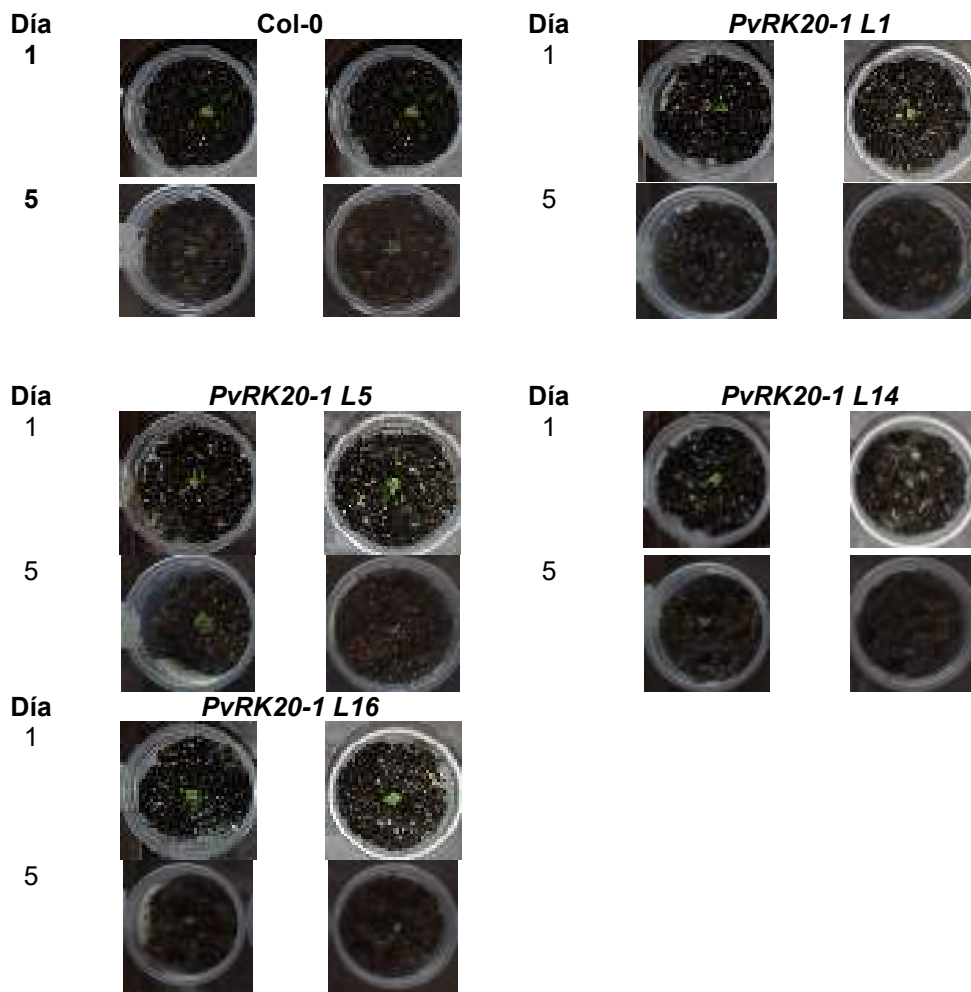 Día Col-0 Día PvRK20-1 L1
1 1
5 5
Día PvRK20-1 L5 Día PvRK20-1 L14
1 1
5 5
Día PvRK20-1 L16
1
5